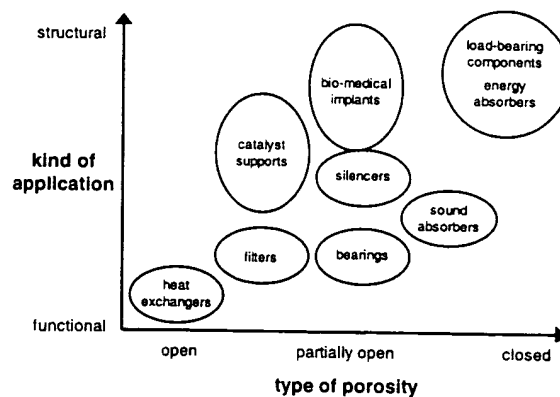 structural
load-bearing
components
energy
absorbers
bio-medical
implants
catalyst
supports
kind of
application
silencers
sound
absorbers
filters
bearings
heat
exchangers
functional
open
partially open
closed
type of porosity